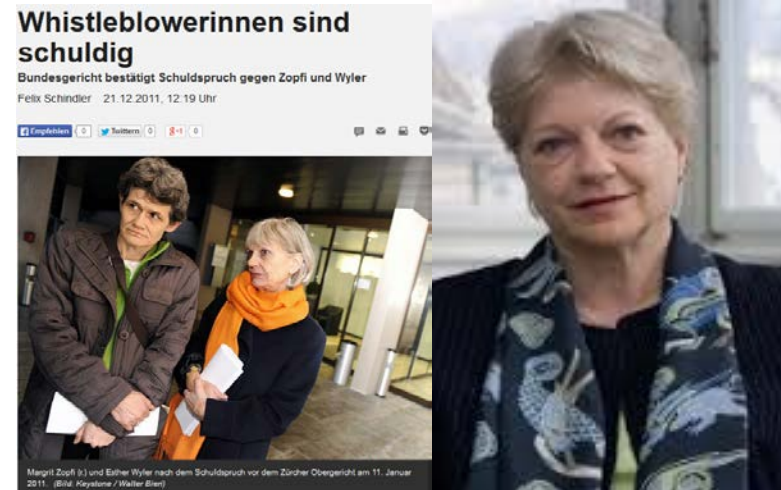 Whistleblowerinnen sind
schuldig
Bundesgericht bestätigt Schuldspruch gegen Zopfi und Wyler
Felix Schindler 21.12.2011, 12:19 Uhr
Empfehlen 0 Twittern 0 +1 0
Margrit Zopfi (r.) und Esther Wyler nach dem Schuldspruch vor dem Zürcher Obergericht am 11. Januar
2011. (Bild: Keystone / Walter Bieri)